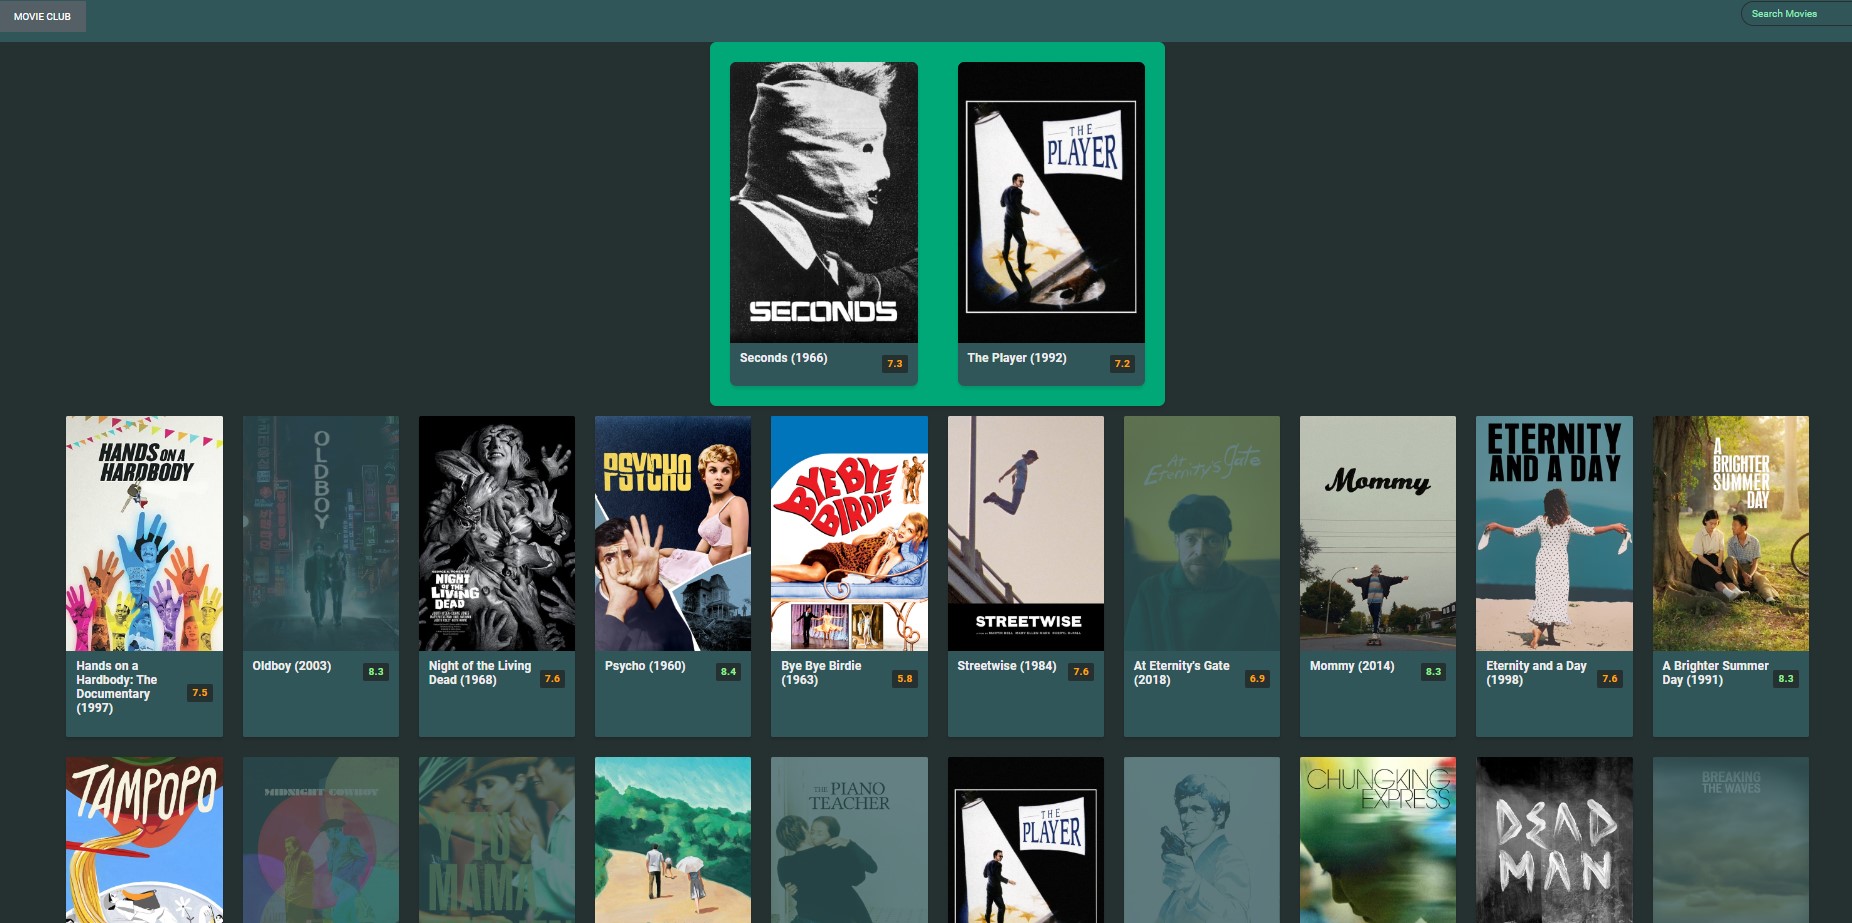 MOVIE CLUB
Search Movies
SECONDS
THE
PLAYER
Seconds (1966)
7.3
The Player (1992)
7.2
HANDS ON A
HARDBODY
Hands on a
Hardbody: The
Documentary
(1997)
7.5
OLDBOY
Oldboy (2003)
8.3
NIGHT
OF THE
LIVING
DEAD
Night of the Living
Dead (1968)
7.6
PSYCHO
Psycho (1960)
8.4
BYE BYE
BIRDIE
Bye Bye Birdie
(1963)
5.8
STREETWISE
Streetwise (1984)
7.6
At
Eternity's Gate
At Eternity's Gate
(2018)
6.9
Mommy
Mommy (2014)
8.3
ETERNITY
AND A DAY
Eternity and a Day
(1998)
7.6
A
BRIGHTER
SUMMER
DAY
A Brighter Summer
Day (1991)
8.3
TAMPOPO
MIDNIGHT COWBOY
Y TU
MAMA
THE PIANO
TEACHER
THE
PLAYER
CHUNGKING
EXPRESS
DEAD
MAN
BREAKING
THE WAVES